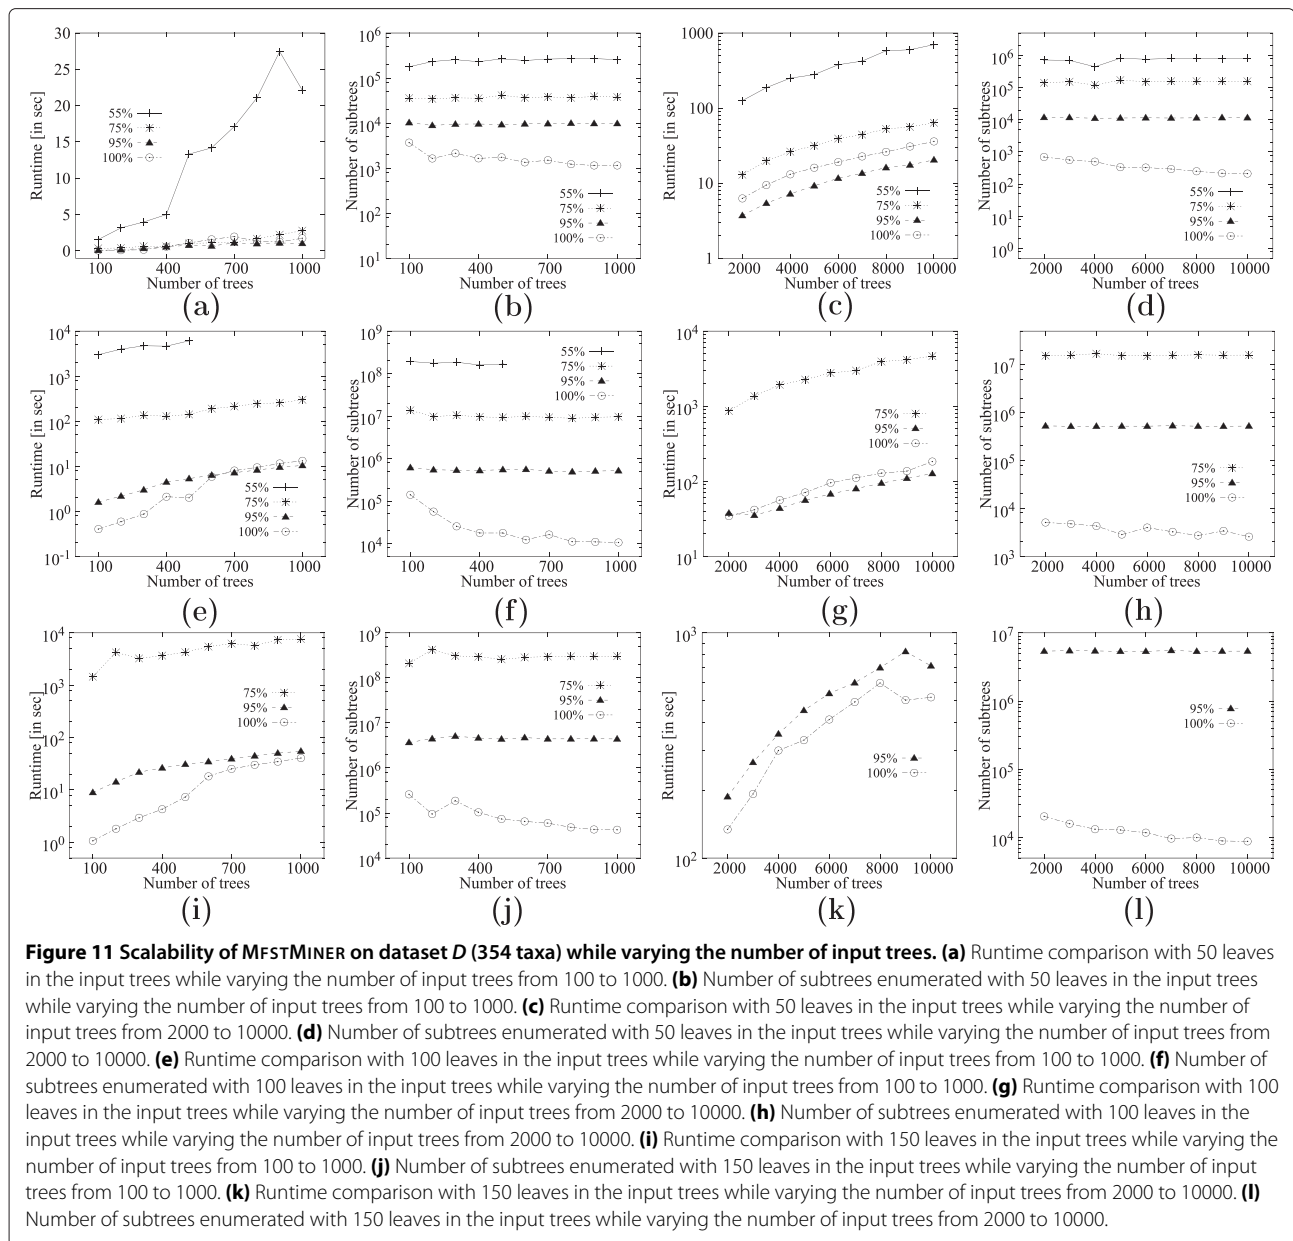 30
25
20
15
10
5
0
Runtime [in sec]
55%
75%
95%
100%
100 400 700 1000
Number of trees
(a)
10^6
10^5
10^4
10^3
10^2
10^1
Number of subtrees
55%
75%
95%
100%
100 400 700 1000
Number of trees
(b)
1000
100
10
1
Runtime [in sec]
55%
75%
95%
100%
2000 4000 6000 8000 10000
Number of trees
(c)
10^6
10^5
10^4
10^3
10^2
10^1
10^0
Number of subtrees
55%
75%
95%
100%
2000 4000 6000 8000 10000
Number of trees
(d)
10^4
10^3
10^2
10^1
10^0
10^-1
Runtime [in sec]
55%
75%
95%
100%
100 400 700 1000
Number of trees
(e)
10^9
10^8
10^7
10^6
10^5
10^4
Number of subtrees
55%
75%
95%
100%
100 400 700 1000
Number of trees
(f)
10^4
10^3
10^2
10^1
Runtime [in sec]
75%
95%
100%
2000 4000 6000 8000 10000
Number of trees
(g)
10^7
10^6
10^5
10^4
10^3
Number of subtrees
75%
95%
100%
2000 4000 6000 8000 10000
Number of trees
(h)
10^4
10^3
10^2
10^1
10^0
Runtime [in sec]
75%
95%
100%
100 400 700 1000
Number of trees
(i)
10^9
10^8
10^7
10^6
10^5
10^4
Number of subtrees
75%
95%
100%
100 400 700 1000
Number of trees
(j)
10^3
10^2
Runtime [in sec]
95%
100%
2000 4000 6000 8000 10000
Number of trees
(k)
10^7
10^6
10^5
10^4
Number of subtrees
95%
100%
2000 4000 6000 8000 10000
Number of trees
(l)
Figure 11 Scalability of MFSTMINER on dataset D (354 taxa) while varying the number of input trees. (a) Runtime comparison with 50 leaves
in the input trees while varying the number of input trees from 100 to 1000. (b) Number of subtrees enumerated with 50 leaves in the input trees
while varying the number of input trees from 100 to 1000. (c) Runtime comparison with 50 leaves in the input trees while varying the number of
input trees from 2000 to 10000. (d) Number of subtrees enumerated with 50 leaves in the input trees while varying the number of input trees from
2000 to 10000. (e) Runtime comparison with 100 leaves in the input trees while varying the number of input trees from 100 to 1000. (f) Number of
subtrees enumerated with 100 leaves in the input trees while varying the number of input trees from 100 to 1000. (g) Runtime comparison with 100
leaves in the input trees while varying the number of input trees from 2000 to 10000. (h) Number of subtrees enumerated with 100 leaves in the
input trees while varying the number of input trees from 2000 to 10000. (i) Runtime comparison with 150 leaves in the input trees while varying the
number of input trees from 100 to 1000. (j) Number of subtrees enumerated with 150 leaves in the input trees while varying the number of input
trees from 100 to 1000. (k) Runtime comparison with 150 leaves in the input trees while varying the number of input trees from 2000 to 10000. (l)
Number of subtrees enumerated with 150 leaves in the input trees while varying the number of input trees from 2000 to 10000.